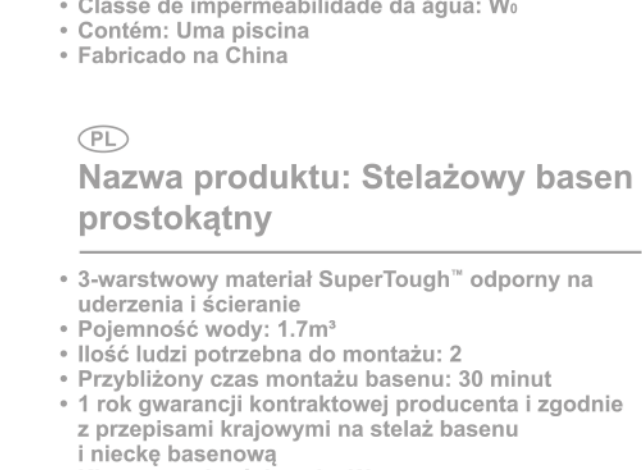 • Classe de impermeabilidade da água: W₀
• Contém: Uma piscina
• Fabricado na China
PL
Nazwa produktu: Stelażowy basen
prostokątny
• 3-warstwowy materiał SuperTough™ odporny na
uderzenia i ścieranie
• Pojemność wody: 1.7m³
• Ilość ludzi potrzebna do montażu: 2
• Przybliżony czas montażu basenu: 30 minut
• 1 rok gwarancji kontraktowej producenta i zgodnie
z przepisami krajowymi na stelaż basenu
i nieckę basenową